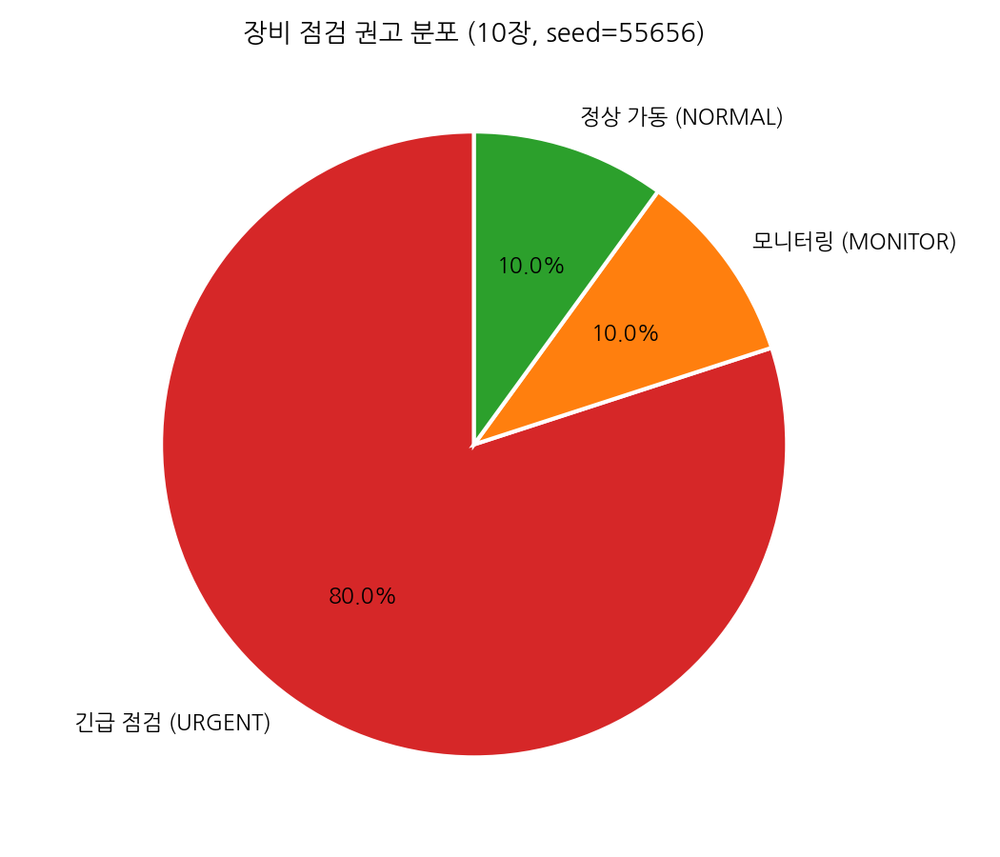 장비 점검 권고 분포 (10장, seed=55656)
정상 가동 (NORMAL)
모니터링 (MONITOR)
10.0%
10.0%
80.0%
긴급 점검 (URGENT)